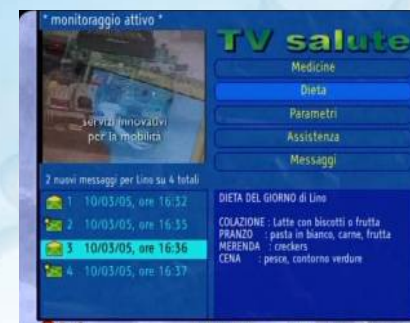 * monitoraggio attivo *
TV salute
servizi innovativi
per la mobilità
Medicine
Dieta
Parametri
Assistenza
Messaggi
2 nuovi messaggi per Lino su 4 totali
1 10/03/05, ore 16:32
2 10/03/05, ore 16:35
3 10/03/05, ore 16:36
4 10/03/05, ore 16:37
DIETA DEL GIORNO di Lino
COLAZIONE : Latte con biscotti o frutta
PRANZO : pasta in bianco, carne, frutta
MERENDA : creckers
CENA : pesce, contorno verdure